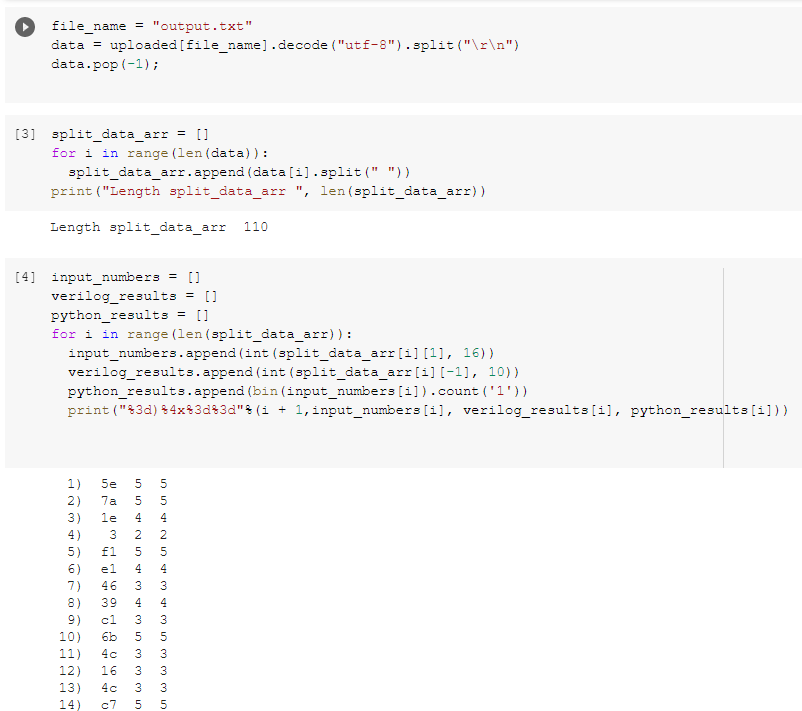 file_name = "output.txt"
data = uploaded[file_name].decode("utf-8").split("\r\n")
data.pop(-1);
[3] split_data_arr = []
for i in range(len(data)):
  split_data_arr.append(data[i].split(" "))
print("Length split_data_arr ", len(split_data_arr))
Length split_data_arr  110
[4] input_numbers = []
verilog_results = []
python_results = []
for i in range(len(split_data_arr)):
  input_numbers.append(int(split_data_arr[i][1], 16))
  verilog_results.append(int(split_data_arr[i][-1], 10))
  python_results.append(bin(input_numbers[i]).count('1'))
  print("%3d)%4x%3d%3d"%(i + 1,input_numbers[i], verilog_results[i], python_results[i]))
  1)  5e  5  5
  2)  7a  5  5
  3)  1e  4  4
  4)   3  2  2
  5)  f1  5  5
  6)  e1  4  4
  7)  46  3  3
  8)  39  4  4
  9)  c1  3  3
 10)  6b  5  5
 11)  4c  3  3
 12)  16  3  3
 13)  4c  3  3
 14)  c7  5  5